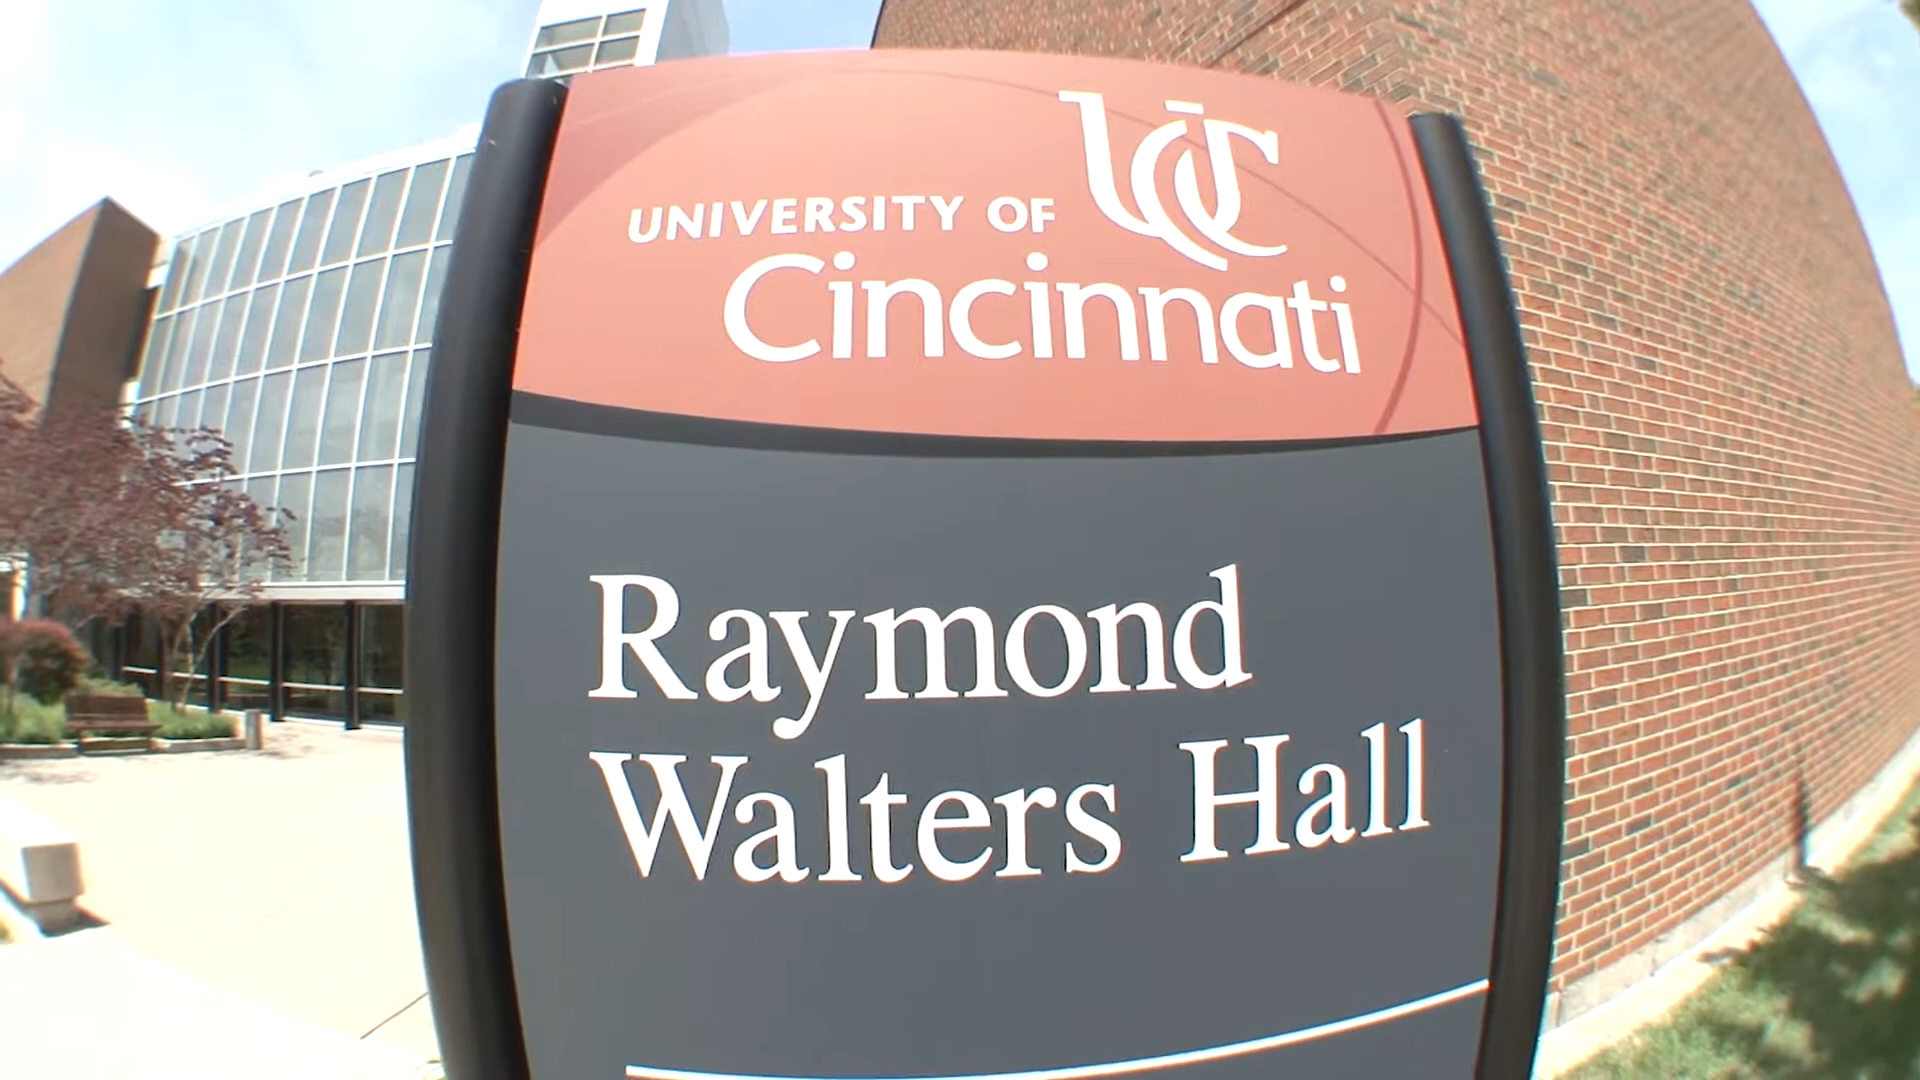 UC
UNIVERSITY OF
Cincinnati
Raymond
Walters Hall